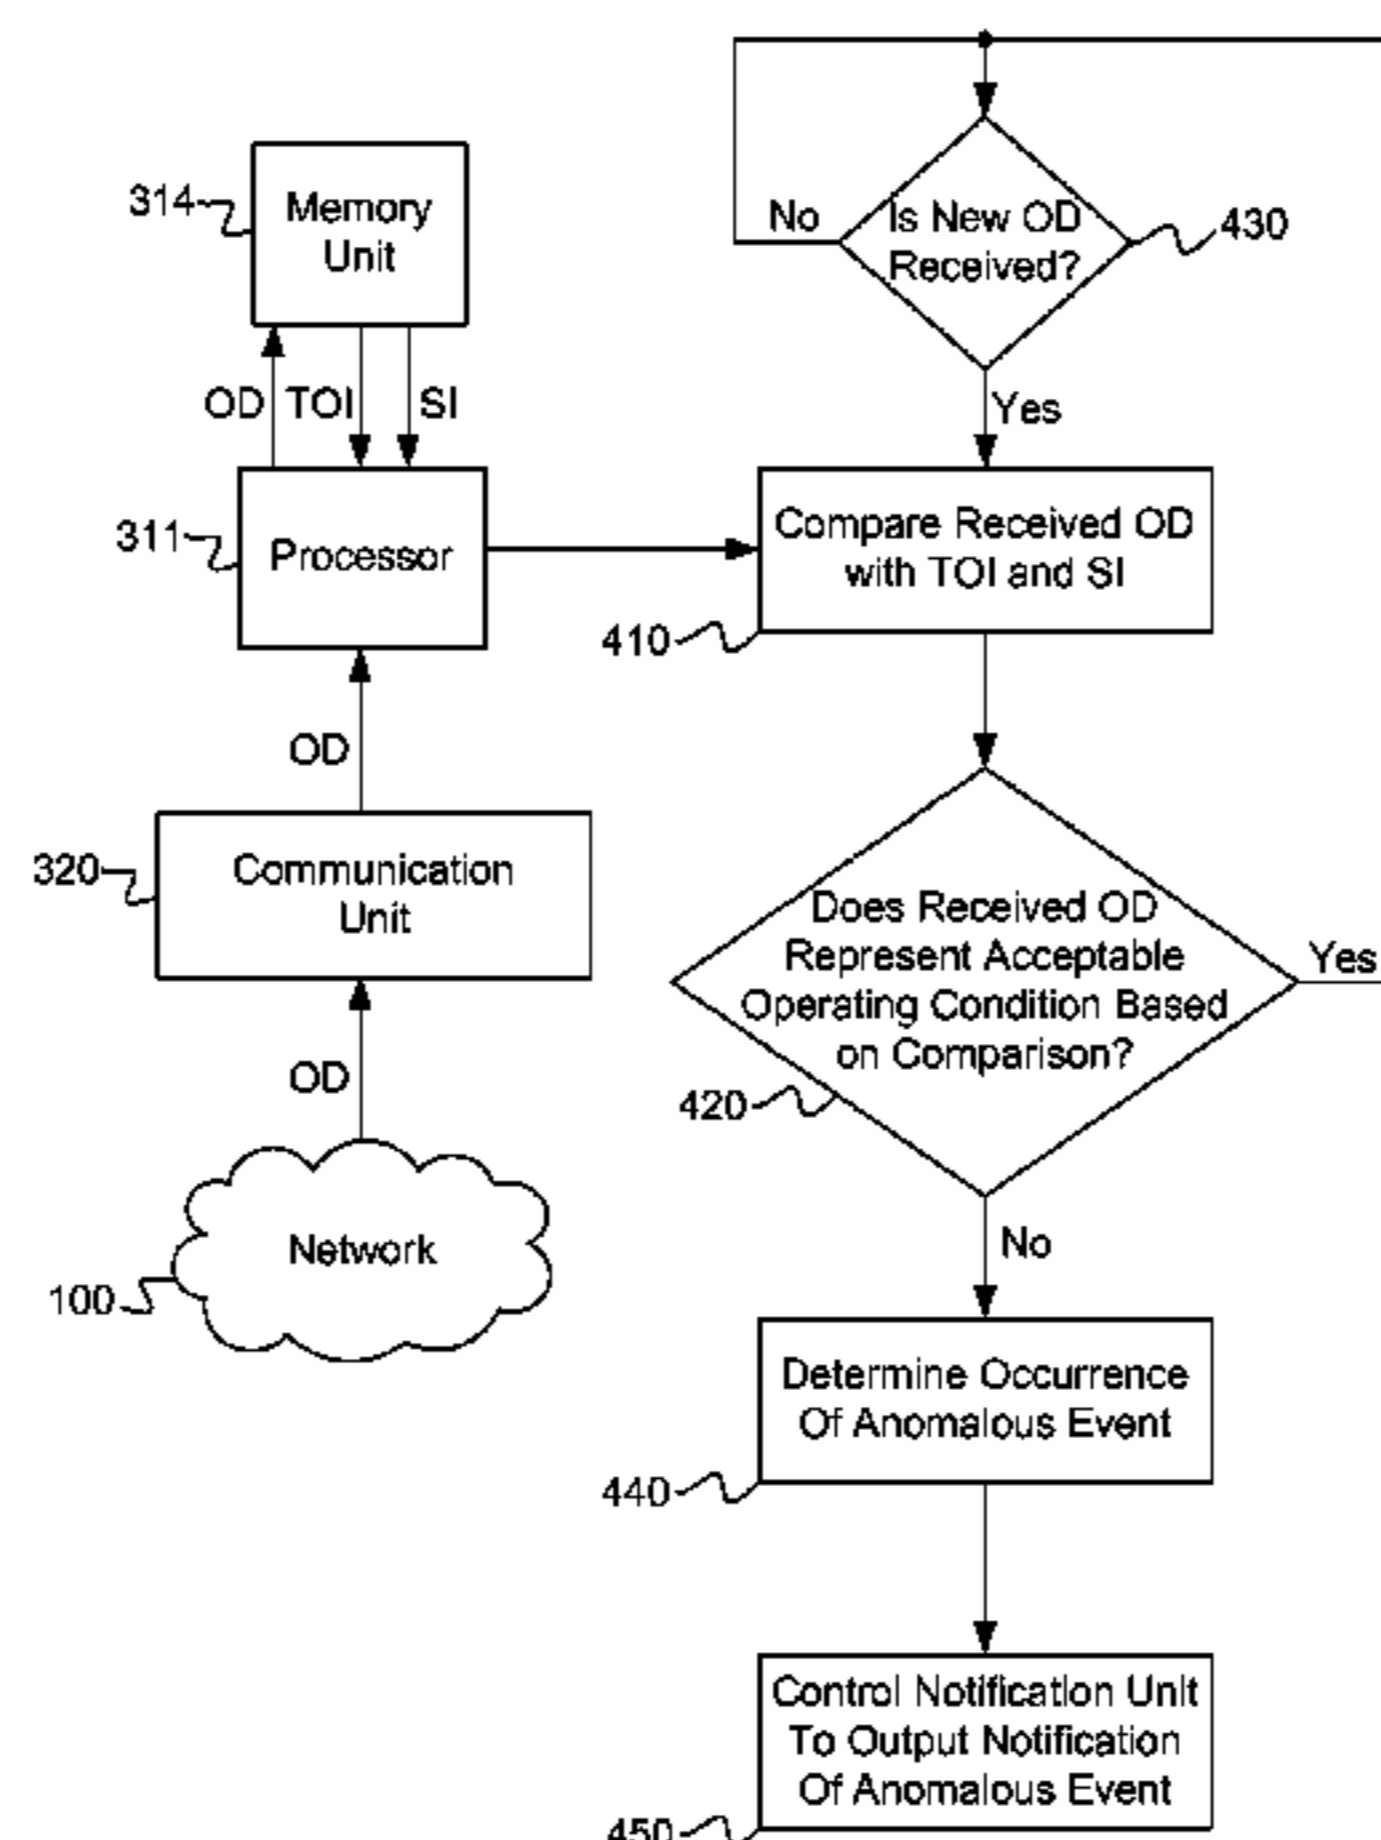 314
Memory
Unit
OD
TOI
SI
311
Processor
OD
320
Communication
Unit
OD
Network
100
No
Is New OD
Received?
430
Yes
Compare Received OD
with TOI and SI
410
Does Received OD
Represent Acceptable
Operating Condition Based
on Comparison?
Yes
420
No
Determine Occurrence
Of Anomalous Event
440
Control Notification Unit
To Output Notification
Of Anomalous Event
450